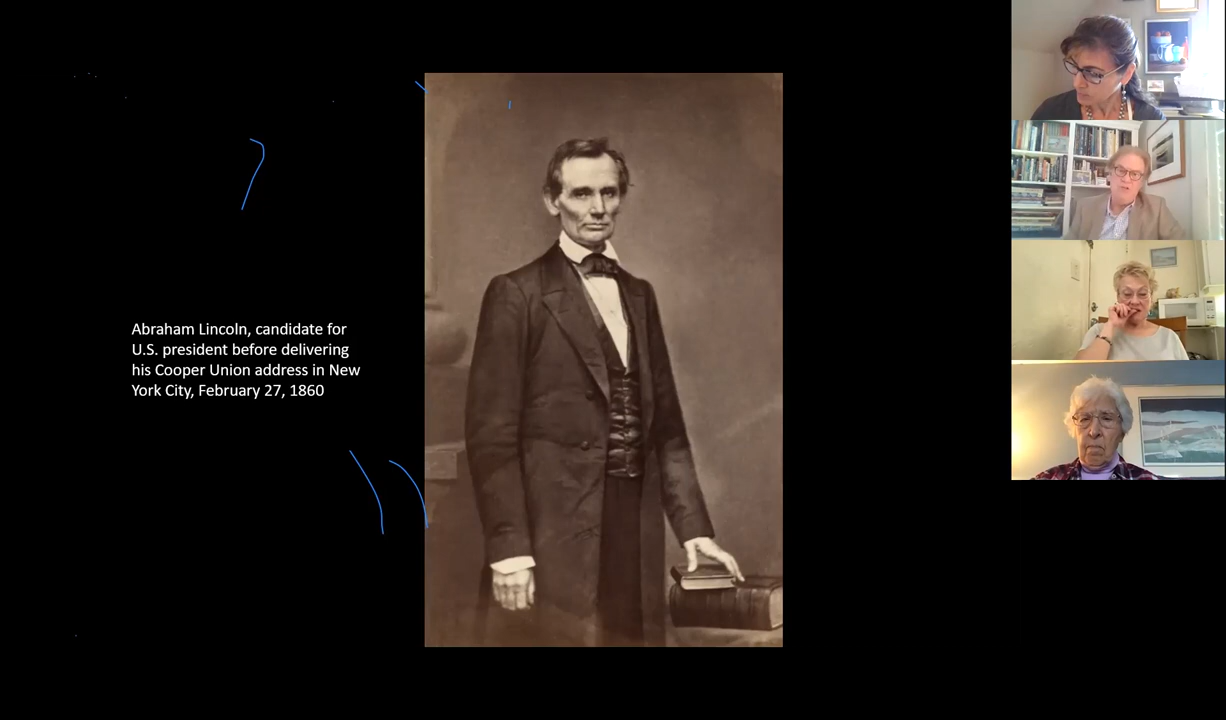 Abraham Lincoln, candidate for
U.S. president before delivering
his Cooper Union address in New
York City, February 27, 1860